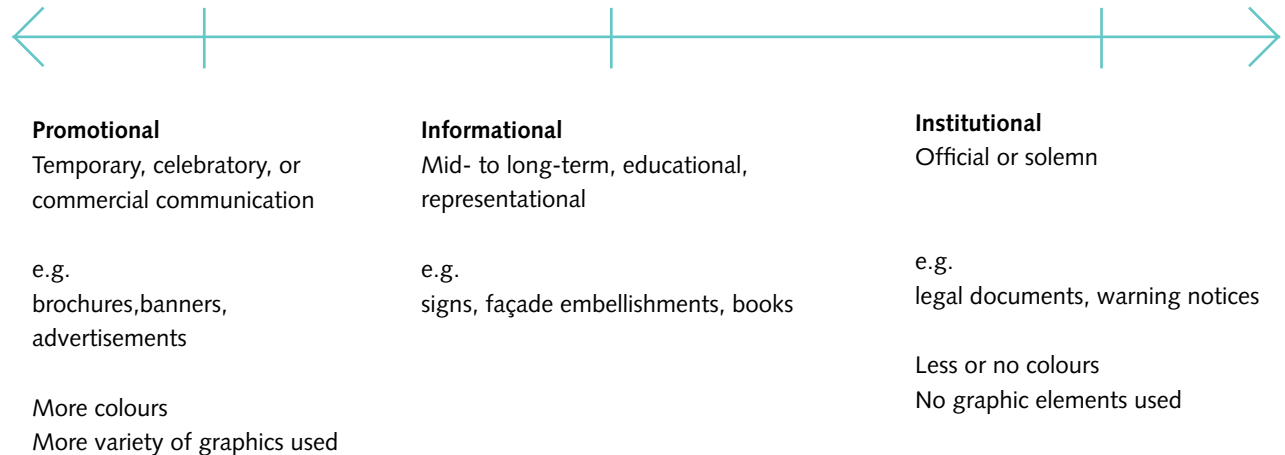 Promotional
Temporary, celebratory, or
commercial communication
e.g.
brochures,banners,
advertisements
More colours
More variety of graphics used
Informational
Mid- to long-term, educational,
representational
e.g.
signs, façade embellishments, books
Institutional
Official or solemn
e.g.
legal documents, warning notices
Less or no colours
No graphic elements used